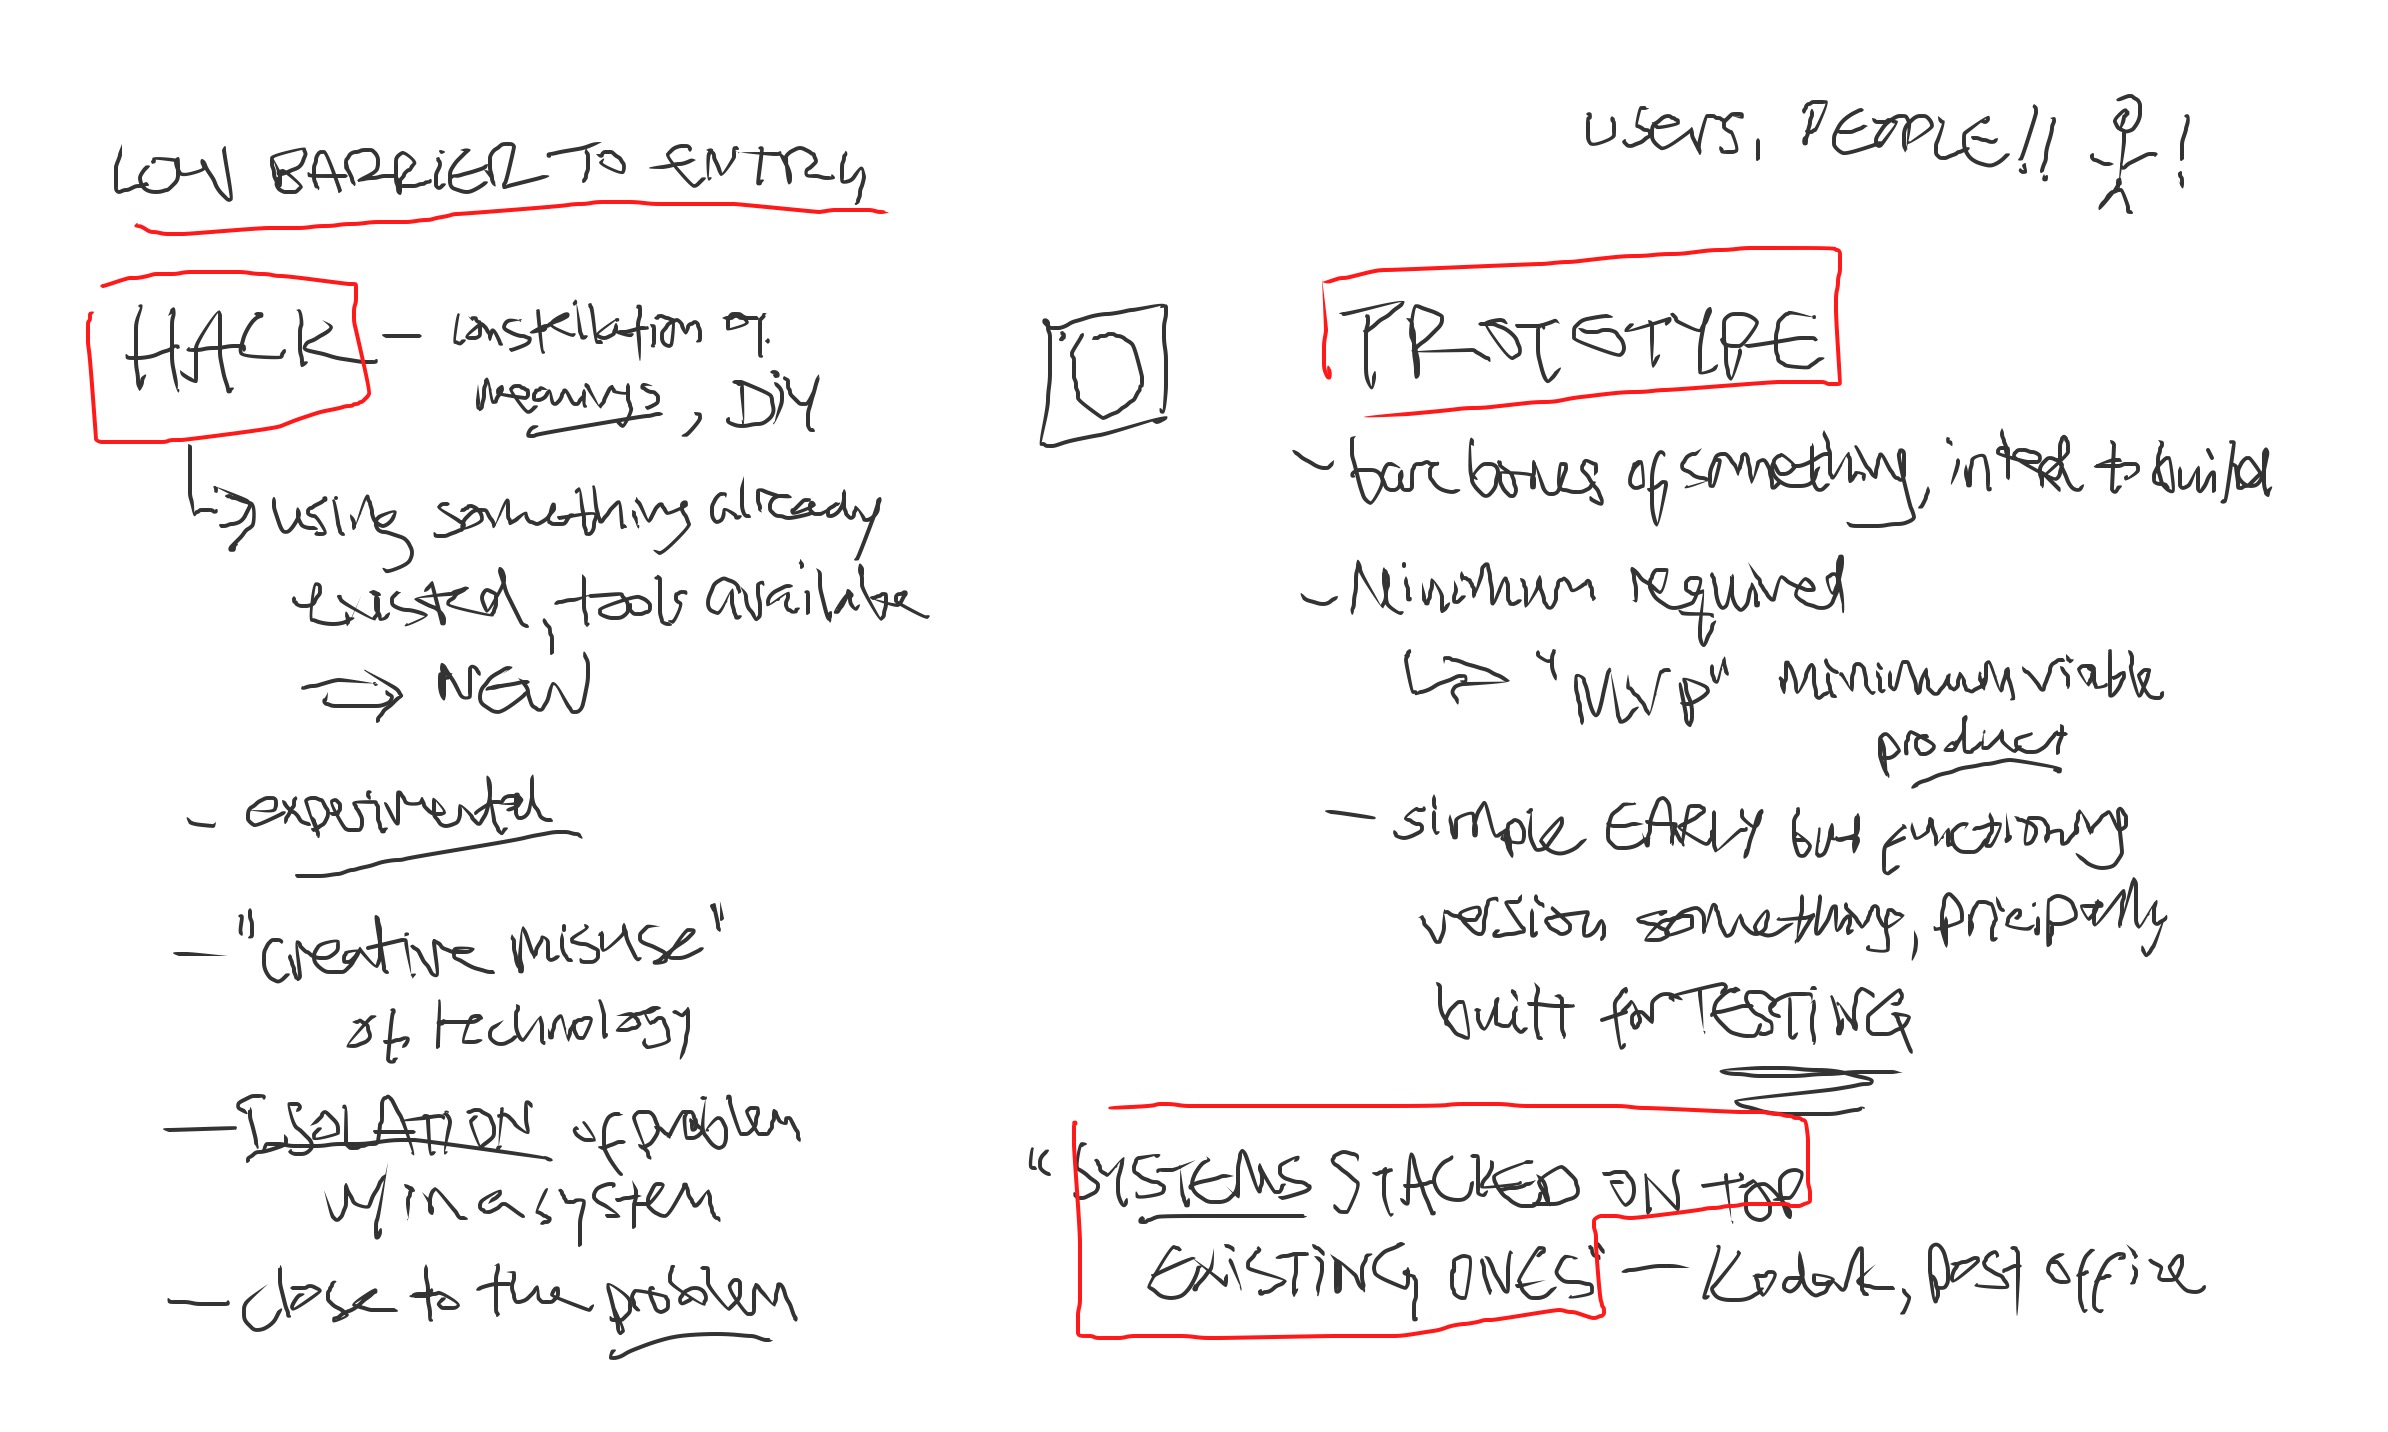 LOW BARRIER TO ENTRY
users, PEOPLE!! !
HACK – constellation of
meanings, DIY
using something already
existed, tools available
NEW
- experimental
- "creative misuse"
of technology
- ISOLATION of problem
w/in a system
- close to the problem
PROTOTYPE
- bare bones of something, intend to build
- Minimum required
"MVP" minimum viable
product
- simple EARLY but functioning
version something, pricipally
built for TESTING
"SYSTEMS STACKED ON TOP
EXISTING ONES" – Kodak, post office